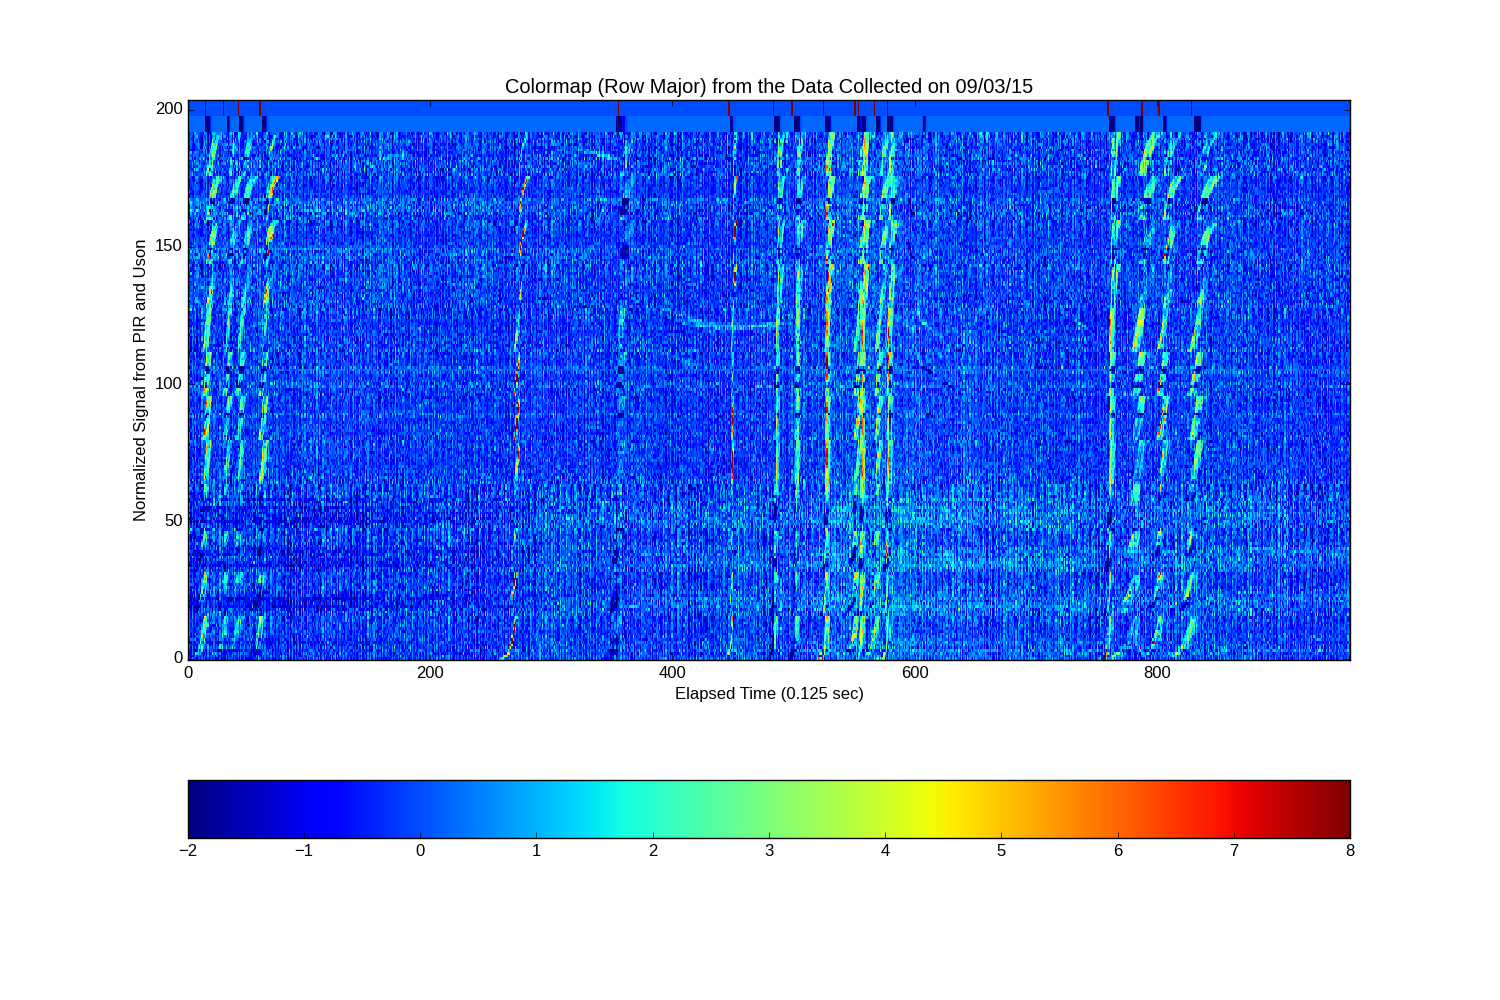 Colormap (Row Major) from the Data Collected on 09/03/15
Normalized Signal from PIR and Uson
200
150
100
50
0
0 200 400 600 800
Elapsed Time (0.125 sec)
−2 −1 0 1 2 3 4 5 6 7 8